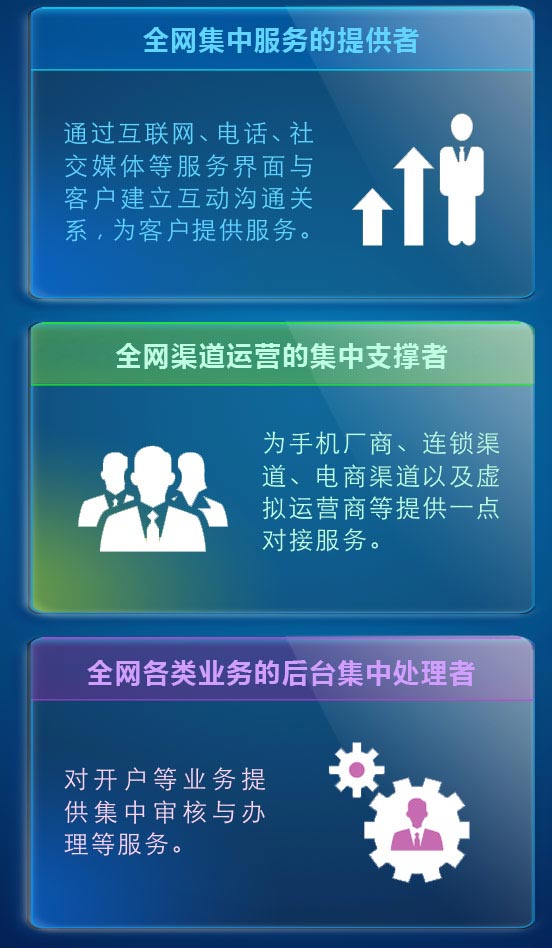 全网集中服务的提供者
通过互联网、电话、社
交媒体等服务界面与
客户建立互动沟通关
系，为客户提供服务。
全网渠道运营的集中支撑者
为手机厂商、连锁渠
道、电商渠道以及虚
拟运营商等提供一点
对接服务。
全网各类业务的后台集中处理者
对开户等业务提
供集中审核与办
理等服务。